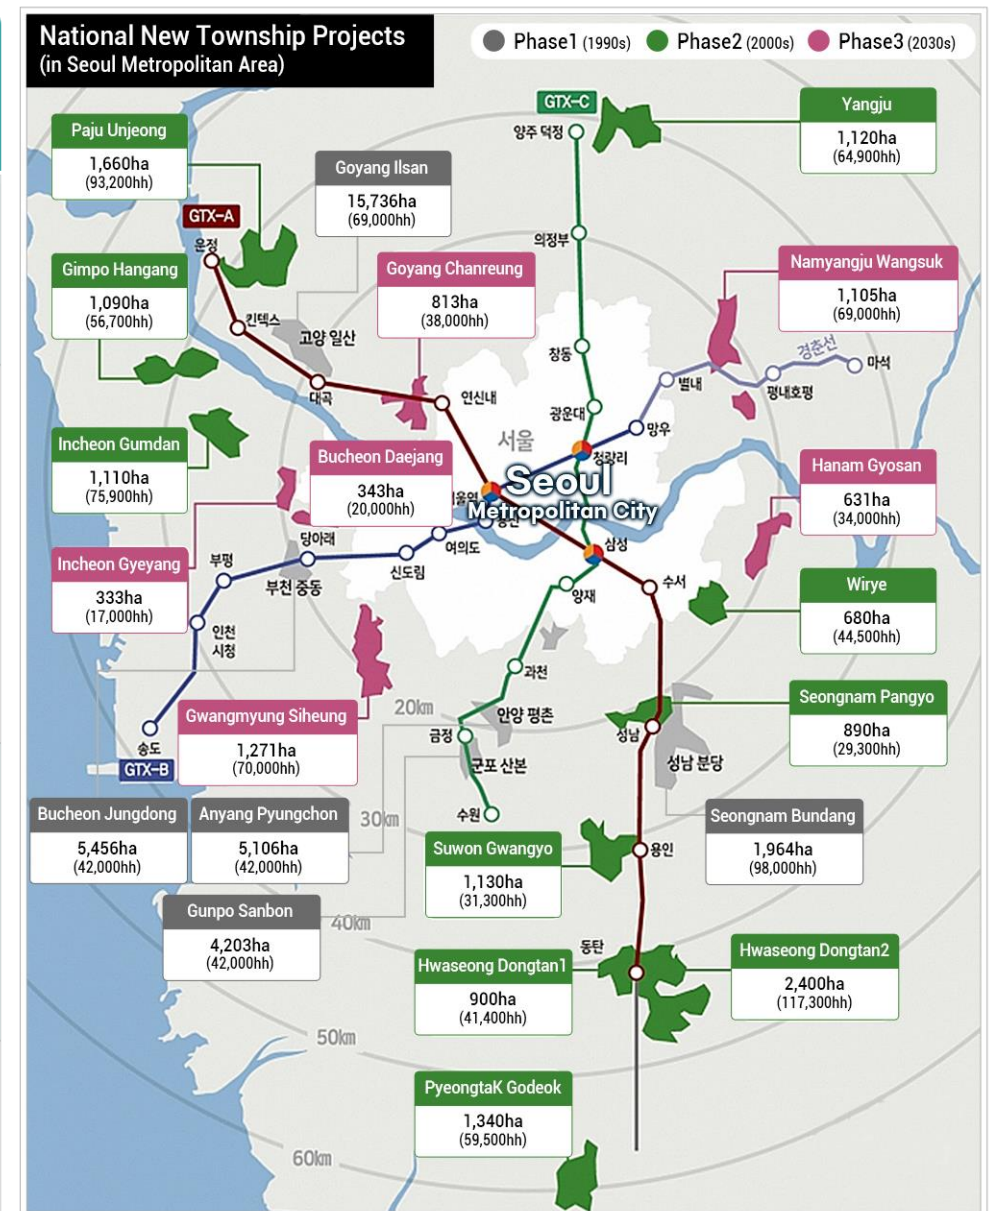 National New Township Projects
(in Seoul Metropolitan Area)
Phase1 (1990s)
Phase2 (2000s)
Phase3 (2030s)
GTX-C
양주 덕정
Yangju
1,120ha
(64,900hh)
Paju Unjeong
1,660ha
(93,200hh)
Goyang Ilsan
15,736ha
(69,000hh)
GTX-A
운정
의정부
Gimpo Hangang
1,090ha
(56,700hh)
Goyang Chanreung
813ha
(38,000hh)
Namyangju Wangsuk
1,105ha
(69,000hh)
킨텍스
고양 일산
창동
경춘선
마석
별내
평내호평
대곡
연신내
광운대
망우
서울
청량리
Incheon Gumdan
1,110ha
(75,900hh)
Bucheon Daejang
343ha
(20,000hh)
Hanam Gyosan
631ha
(34,000hh)
Seoul
Metropolitan City
당아래
여의도
신도림
삼성
부평
부천 중동
양재
수서
Incheon Gyeyang
333ha
(17,000hh)
Wirye
680ha
(44,500hh)
인천
시청
과천
Gwangmyung Siheung
1,271ha
(70,000hh)
20km
안양 평촌
Seongnam Pangyo
890ha
(29,300hh)
송도
GTX-B
금정
군포 산본
성남
성남 분당
Bucheon Jungdong
5,456ha
(42,000hh)
Anyang Pyungchon
5,106ha
(42,000hh)
30km
수원
Seongnam Bundang
1,964ha
(98,000hh)
Suwon Gwangyo
1,130ha
(31,300hh)
용인
Gunpo Sanbon
4,203ha
(42,000hh)
40km
동탄
Hwaseong Dongtan1
900ha
(41,400hh)
Hwaseong Dongtan2
2,400ha
(117,300hh)
50km
PyeongtaK Godeok
1,340ha
(59,500hh)
60km